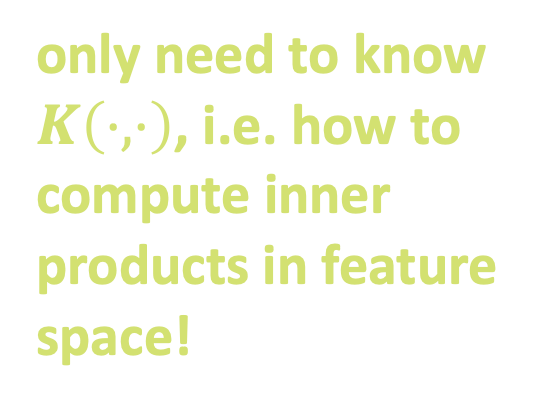 only need to know
K(·,·), i.e. how to
compute inner
products in feature
space!